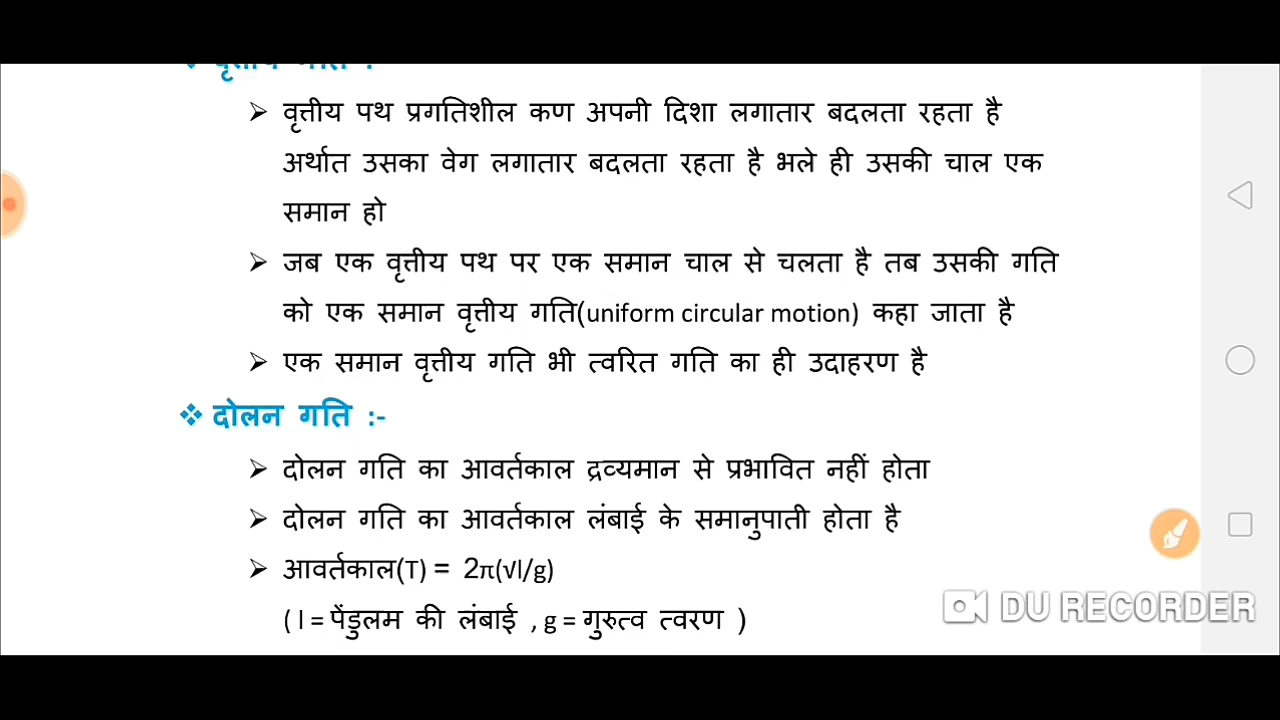 वृत्तीय गति :
➢ वृत्तीय पथ प्रगतिशील कण अपनी दिशा लगातार बदलता रहता है
अर्थात उसका वेग लगातार बदलता रहता है भले ही उसकी चाल एक
समान हो
➢ जब एक वृत्तीय पथ पर एक समान चाल से चलता है तब उसकी गति
को एक समान वृत्तीय गति(uniform circular motion) कहा जाता है
➢ एक समान वृत्तीय गति भी त्वरित गति का ही उदाहरण है
❖ दोलन गति :-
➢ दोलन गति का आवर्तकाल द्रव्यमान से प्रभावित नहीं होता
➢ दोलन गति का आवर्तकाल लंबाई के समानुपाती होता है
➢ आवर्तकाल(T) = 2π(√l/g)
( l = पेंडुलम की लंबाई , g = गुरुत्व त्वरण )
DU RECORDER